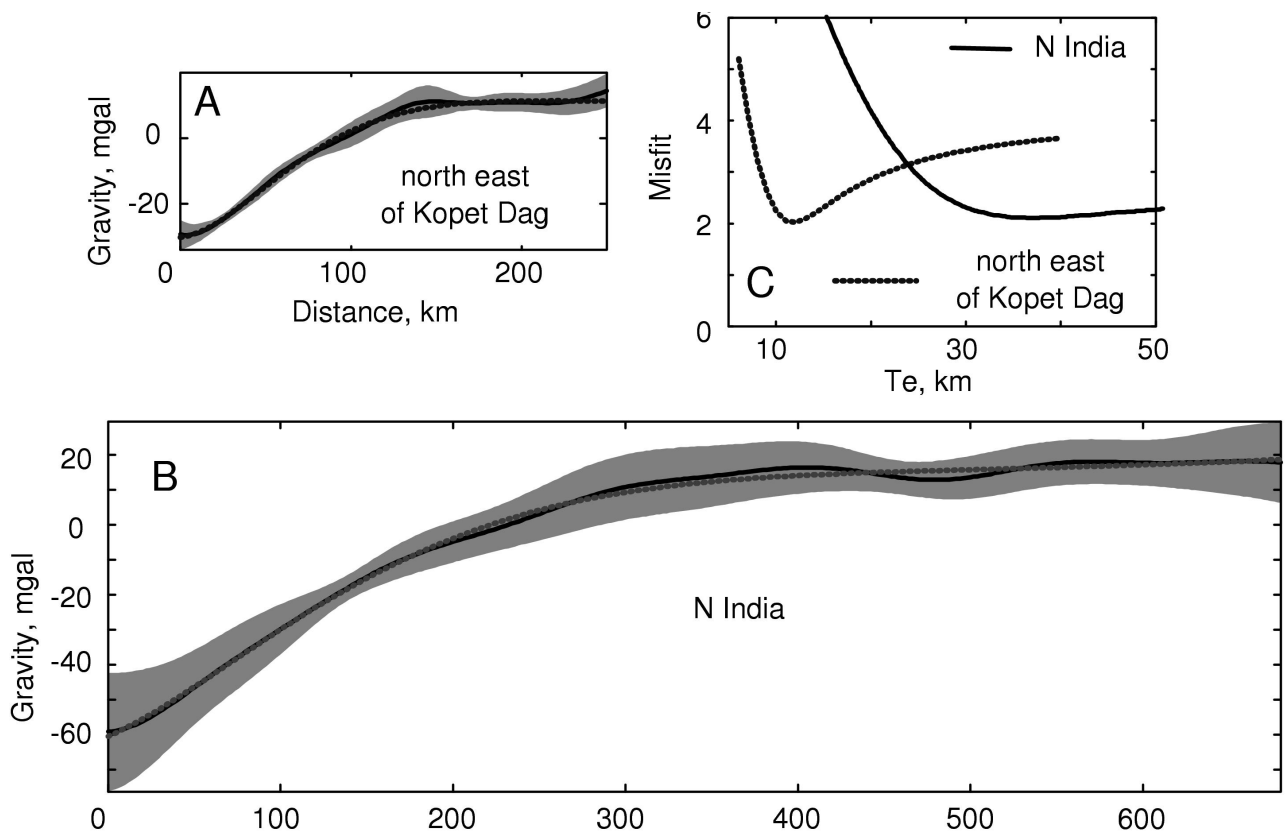 A
Gravity, mgal
0
-20
north east
of Kopet Dag
0
100
200
Distance, km
6
4
2
0
Misfit
N India
C
north east
of Kopet Dag
10
30
50
Te, km
B
Gravity, mgal
20
0
-20
-40
-60
N India
0
100
200
300
400
500
600